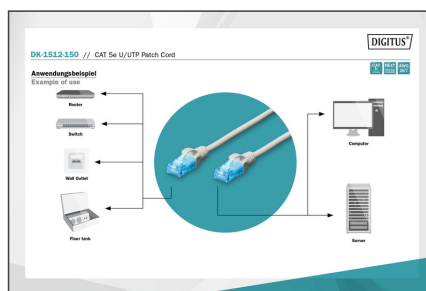 DIGITUS®
DK-1512-150 // CAT 5e U/UTP Patch Cord
Anwendungsbeispiel
Example of use
Router
Switch
Wall Outlet
Floor tank
Computer
Server